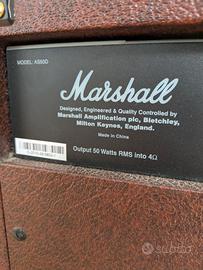 MODEL: AS50D
Marshall
Designed, Engineered & Quality Controlled by
Marshall Amplification plc, Bletchley,
Milton Keynes, England.
Made in China
Output 50 Watts RMS into 4Ω
subito